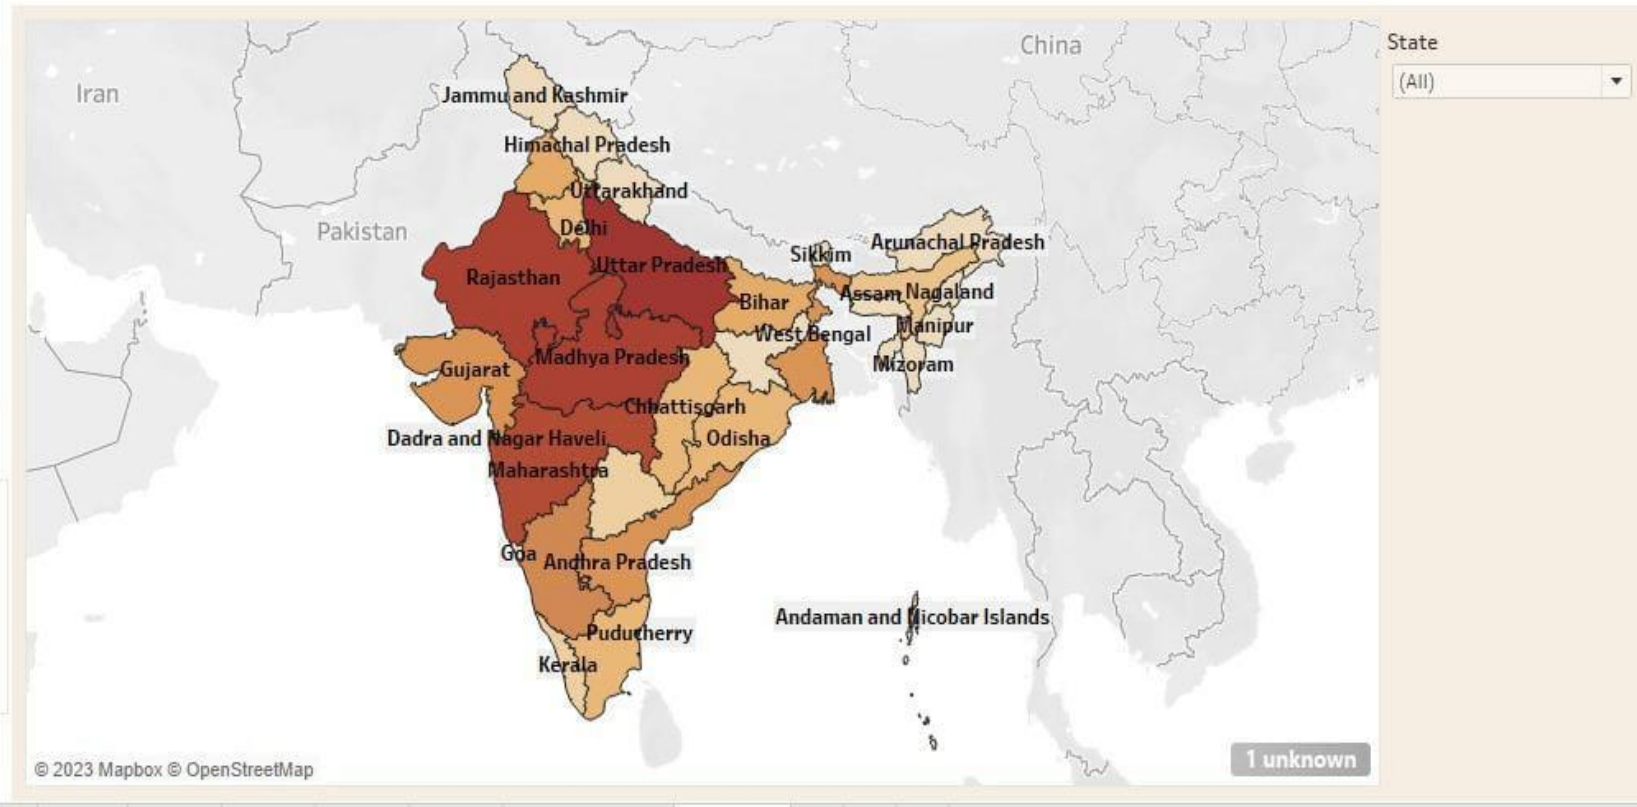 China
State
(All)
Iran
Jammu and Kashmir
Himachal Pradesh
Uttarakhand
Pakistan
Delhi
Arunachal Pradesh
Sikkim
Uttar Pradesh
Rajasthan
Assam
Nagaland
Bihar
Manipur
West Bengal
Madhya Pradesh
Mizoram
Gujarat
Chhattisgarh
Dadra and Nagar Haveli
Odisha
Maharashtra
Goa
Andhra Pradesh
Andaman and Nicobar Islands
Puducherry
Kerala
1 unknown
© 2023 Mapbox © OpenStreetMap